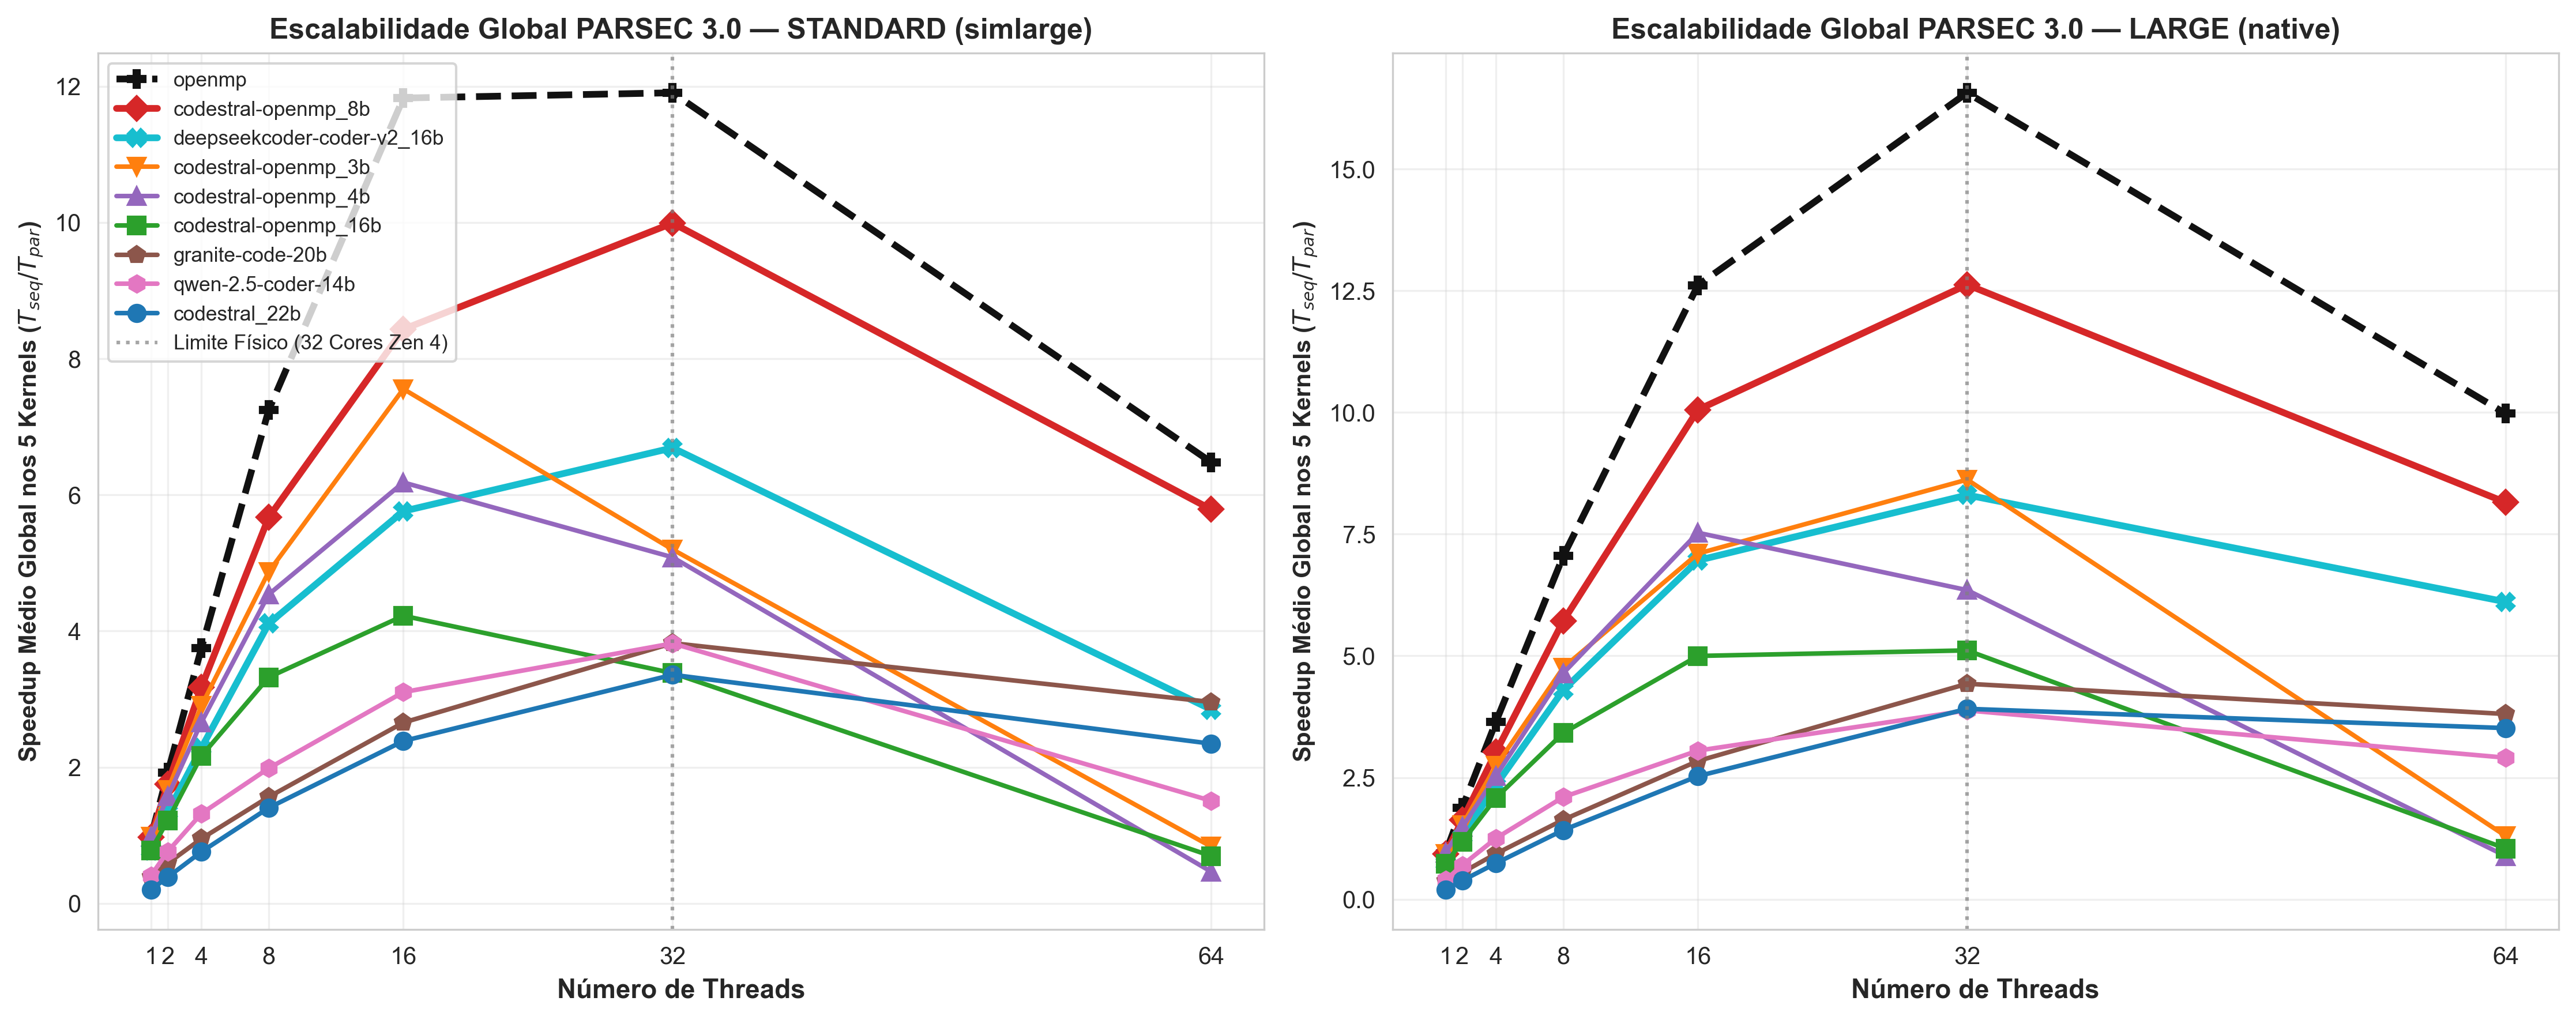 Escalabilidade Global PARSEC 3.0 — STANDARD (simlarge)
Speedup Médio Global nos 5 Kernels (T_seq/T_par)
12
10
8
6
4
2
0
openmp
codestral-openmp_8b
deepseekcoder-coder-v2_16b
codestral-openmp_3b
codestral-openmp_4b
codestral-openmp_16b
granite-code-20b
qwen-2.5-coder-14b
codestral_22b
Limite Físico (32 Cores Zen 4)
1 2 4 8 16 32 64
Número de Threads
Escalabilidade Global PARSEC 3.0 — LARGE (native)
Speedup Médio Global nos 5 Kernels (T_seq/T_par)
15.0
12.5
10.0
7.5
5.0
2.5
0.0
1 2 4 8 16 32 64
Número de Threads